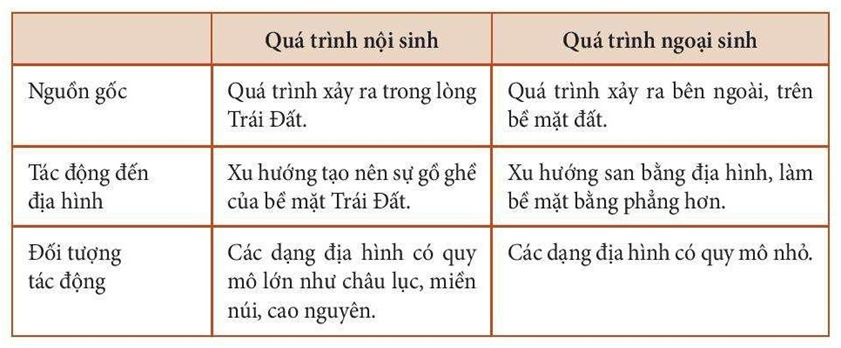 Quá trình nội sinh
Quá trình ngoại sinh
Nguồn gốc
Quá trình xảy ra trong lòng
Trái Đất.
Quá trình xảy ra bên ngoài, trên
bề mặt đất.
Tác động đến
địa hình
Xu hướng tạo nên sự gồ ghề
của bề mặt Trái Đất.
Xu hướng san bằng địa hình, làm
bề mặt bằng phẳng hơn.
Đối tượng
tác động
Các dạng địa hình có quy
mô lớn như châu lục, miền
núi, cao nguyên.
Các dạng địa hình có quy mô nhỏ.